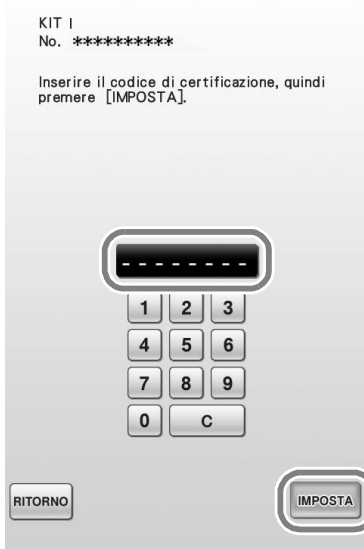 KIT I
No. **********
Inserire il codice di certificazione, quindi
premere [IMPOSTA].
- - - - - - - -
1 2 3
4 5 6
7 8 9
0 C
RITORNO IMPOSTA